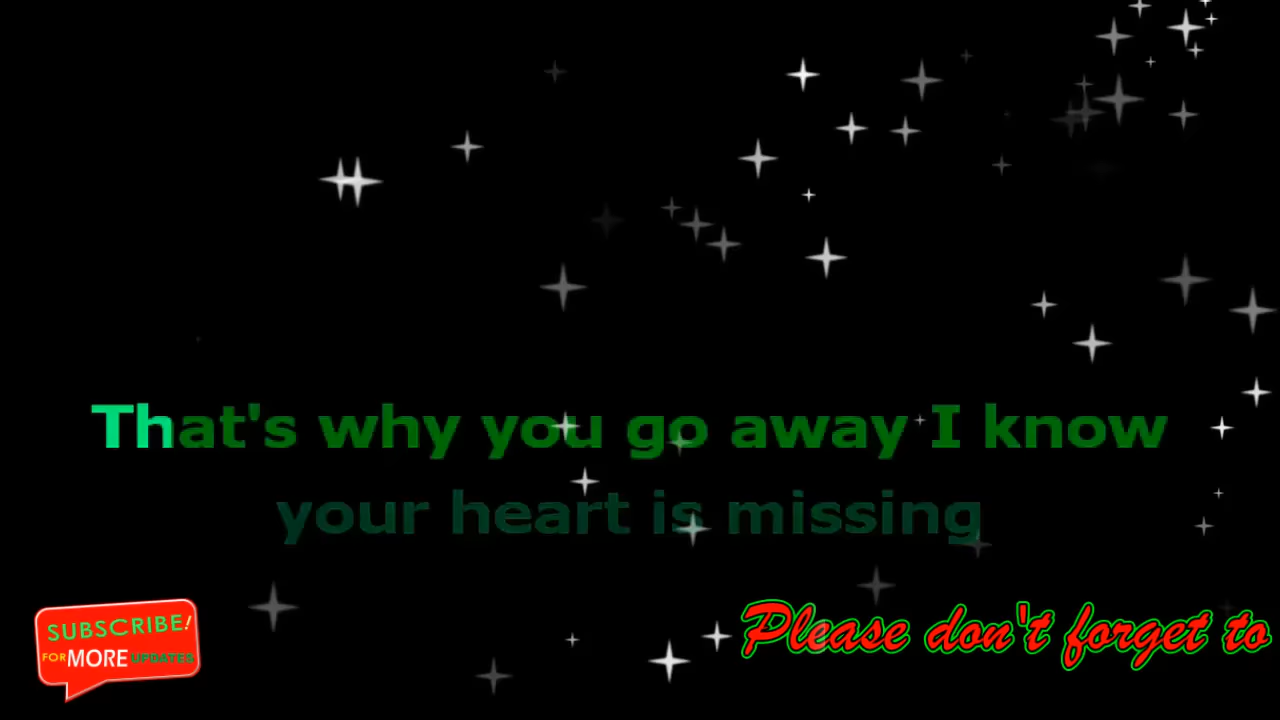 That's why you go away I know
your heart is missing
SUBSCRIBE!
FOR MORE UPDATES
Please don't forget to